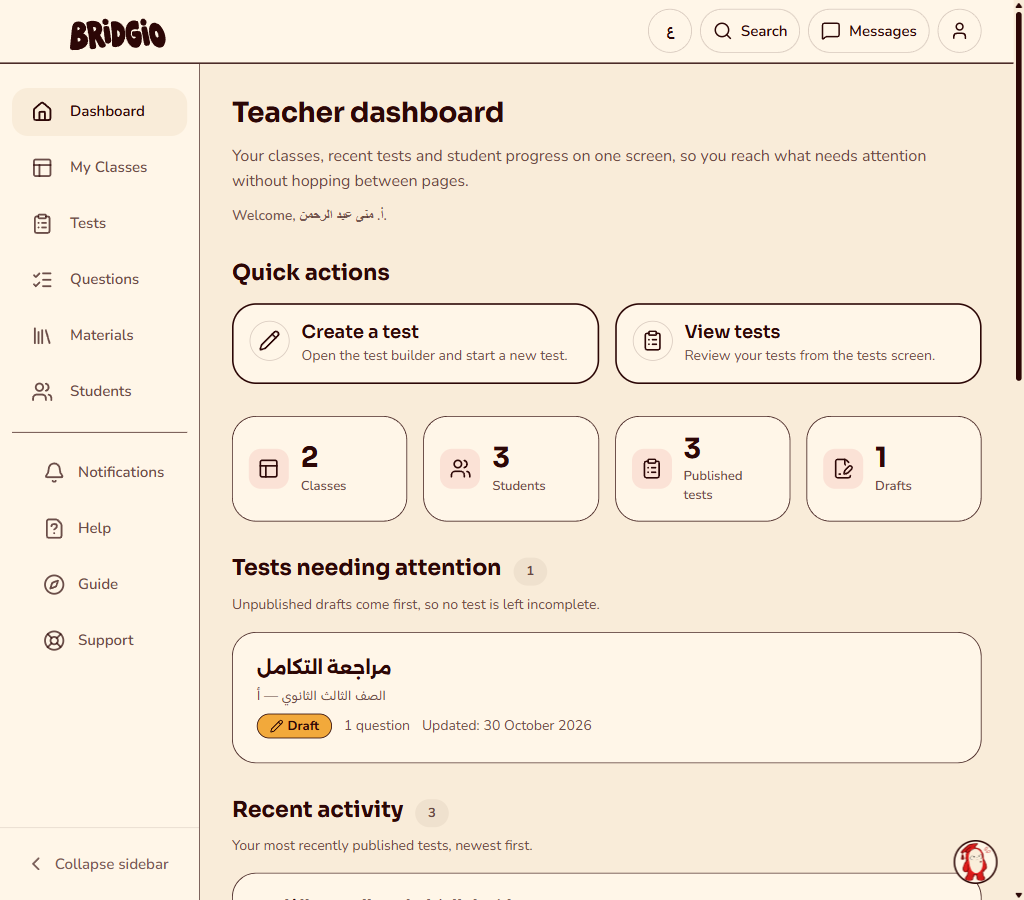 BRIDGIO
ع
Search
Messages
Dashboard
My Classes
Tests
Questions
Materials
Students
Notifications
Help
Guide
Support
Collapse sidebar
Teacher dashboard
Your classes, recent tests and student progress on one screen, so you reach what needs attention
without hopping between pages.
Welcome, أ. منى عبد الرحمن.
Quick actions
Create a test
Open the test builder and start a new test.
View tests
Review your tests from the tests screen.
2
Classes
3
Students
3
Published
tests
1
Drafts
Tests needing attention 1
Unpublished drafts come first, so no test is left incomplete.
مراجعة التكامل
الصف الثالث الثانوي — أ
Draft 1 question Updated: 30 October 2026
Recent activity 3
Your most recently published tests, newest first.